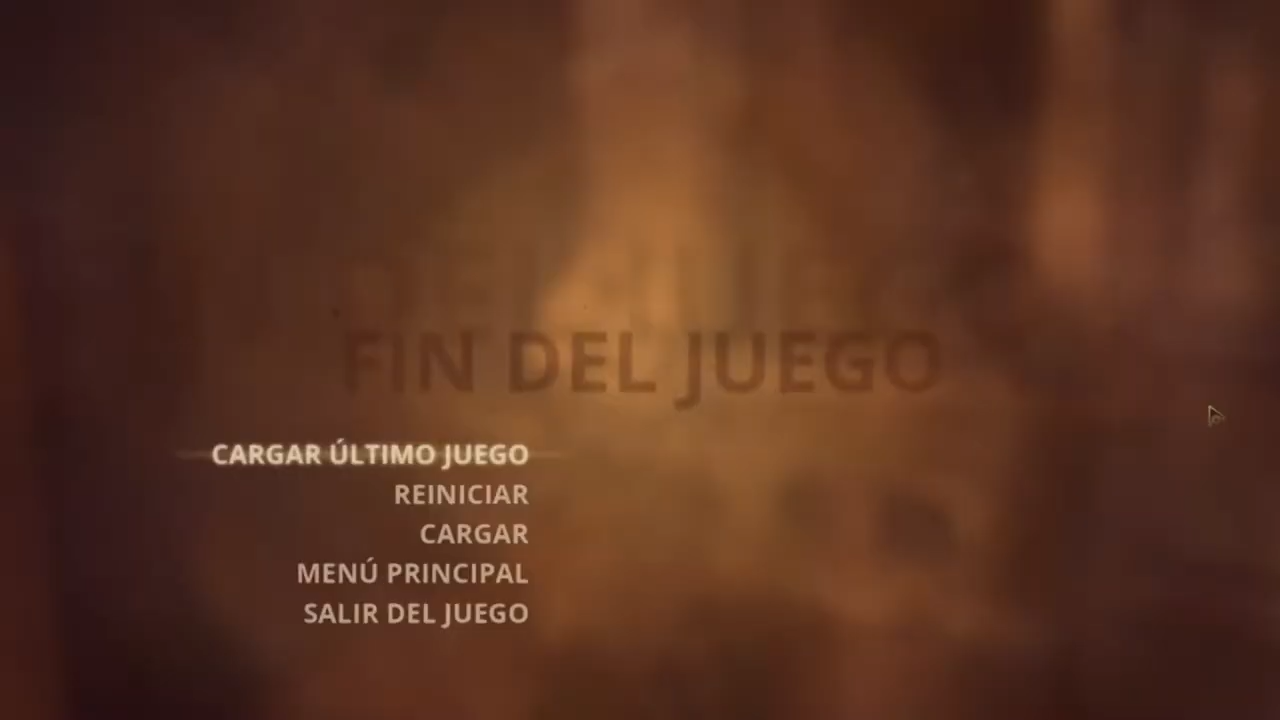 FIN DEL JUEGO
CARGAR ÚLTIMO JUEGO
REINICIAR
CARGAR
MENÚ PRINCIPAL
SALIR DEL JUEGO